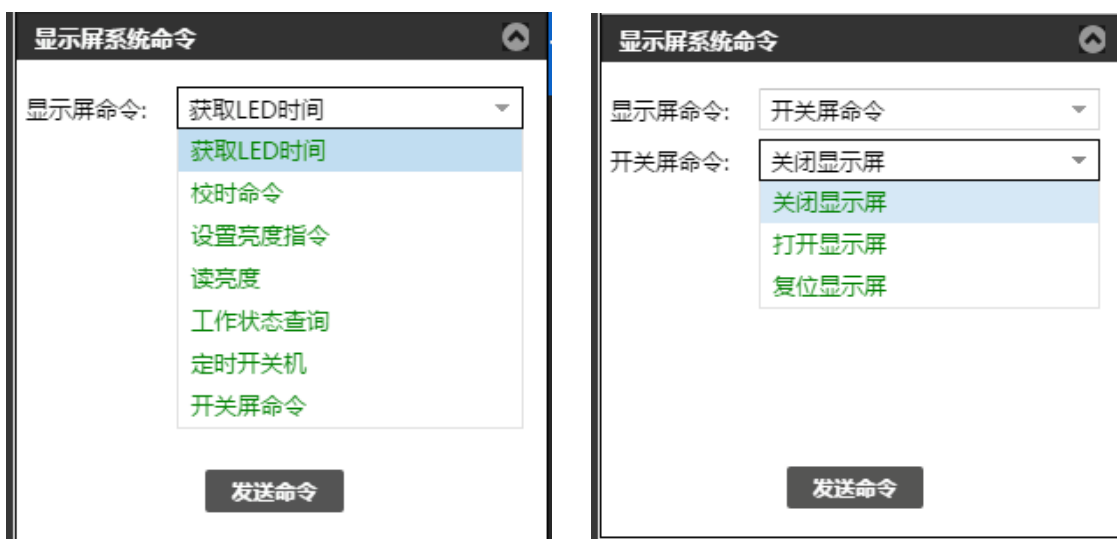 显示屏系统命令
显示屏命令: 获取LED时间
获取LED时间
校时命令
设置亮度指令
读亮度
工作状态查询
定时开关机
开关屏命令
发送命令
显示屏系统命令
显示屏命令: 开关屏命令
开关屏命令: 关闭显示屏
关闭显示屏
打开显示屏
复位显示屏
发送命令